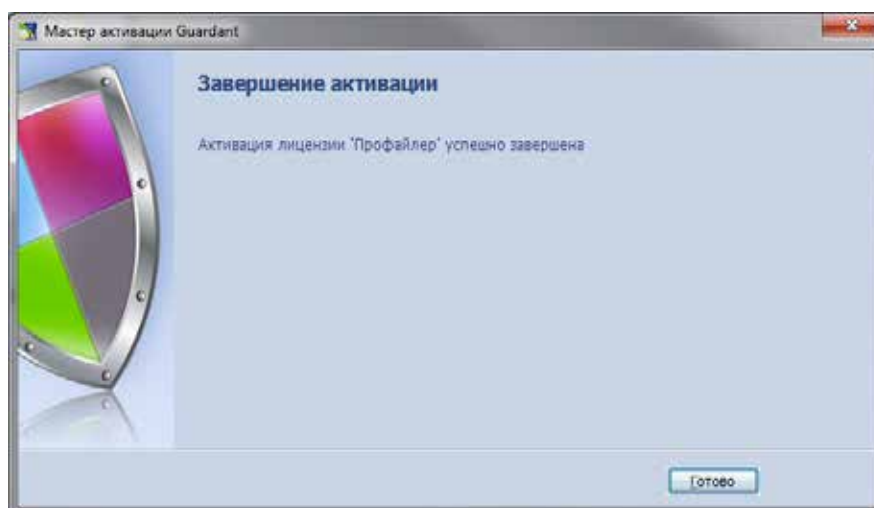 Мастер активации Guardant
Завершение активации
Активация лицензии "Профайлер" успешно завершена
Готово